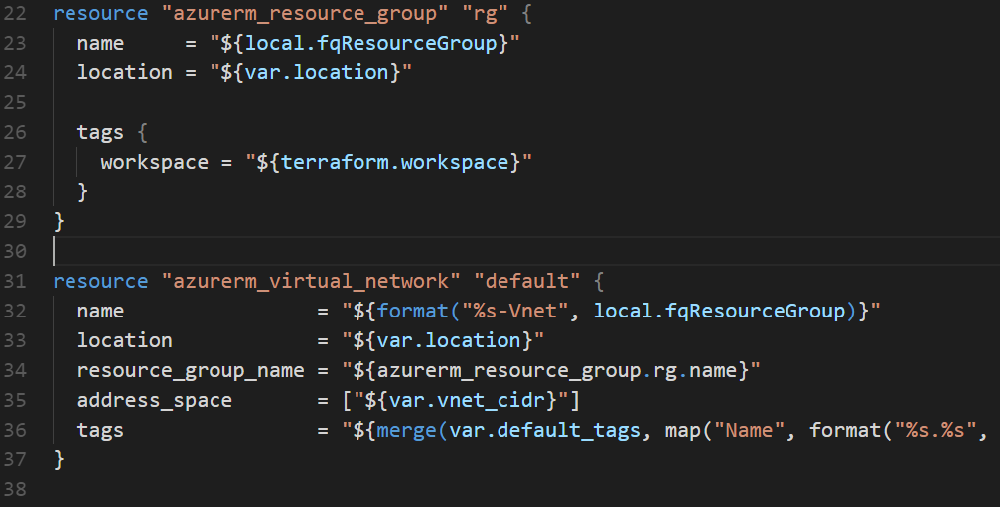 22 resource "azurerm_resource_group" "rg" {
23   name     = "${local.fqResourceGroup}"
24   location = "${var.location}"
25
26   tags {
27     workspace = "${terraform.workspace}"
28   }
29 }
30
31 resource "azurerm_virtual_network" "default" {
32   name                = "${format("%s-Vnet", local.fqResourceGroup)}"
33   location            = "${var.location}"
34   resource_group_name = "${azurerm_resource_group.rg.name}"
35   address_space       = ["${var.vnet_cidr}"]
36   tags                = "${merge(var.default_tags, map("Name", format("%s.%s",
37 }
38